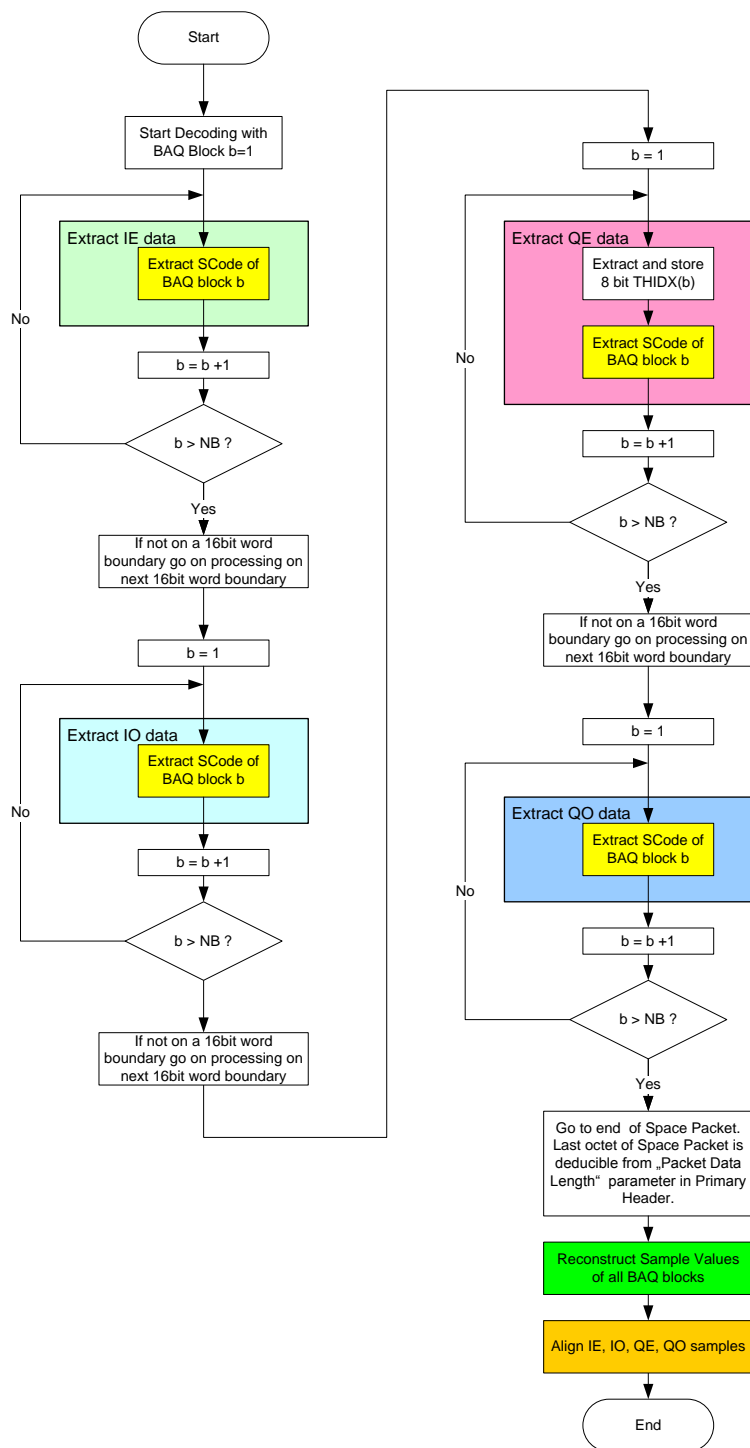 Start
Start Decoding with
BAQ Block b=1
Extract IE data
Extract SCode of
BAQ block b
No
b = b +1
b > NB ?
Yes
If not on a 16bit word
boundary go on processing on
next 16bit word boundary
b = 1
Extract IO data
Extract SCode of
BAQ block b
No
b = b +1
b > NB ?
If not on a 16bit word
boundary go on processing on
next 16bit word boundary
b = 1
Extract QE data
Extract and store
8 bit THIDX(b)
Extract SCode of
BAQ block b
No
b = b +1
b > NB ?
Yes
If not on a 16bit word
boundary go on processing on
next 16bit word boundary
b = 1
Extract QO data
Extract SCode of
BAQ block b
No
b = b +1
b > NB ?
Yes
Go to end of Space Packet.
Last octet of Space Packet is
deducible from „Packet Data
Length“ parameter in Primary
Header.
Reconstruct Sample Values
of all BAQ blocks
Align IE, IO, QE, QO samples
End